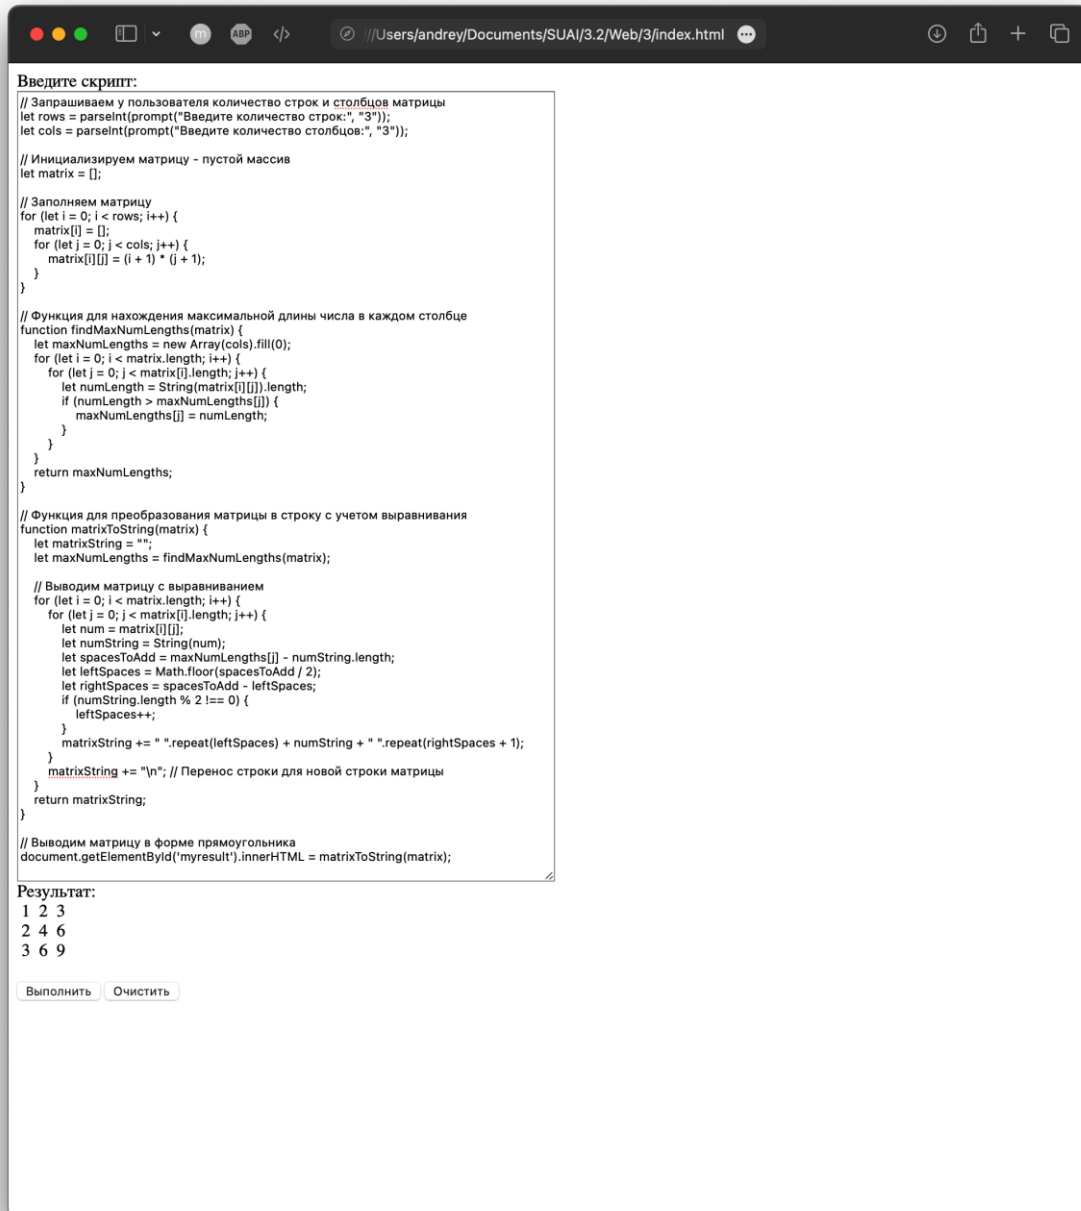 m
ABP
</>
///Users/andrey/Documents/SUAI/3.2/Web/3/index.html
Введите скрипт:
// Запрашиваем у пользователя количество строк и столбцов матрицы
let rows = parseInt(prompt("Введите количество строк:", "3"));
let cols = parseInt(prompt("Введите количество столбцов:", "3"));
// Инициализируем матрицу - пустой массив
let matrix = [];
// Заполняем матрицу
for (let i = 0; i < rows; i++) {
matrix[i] = [];
for (let j = 0; j < cols; j++) {
matrix[i][j] = (i + 1) * (j + 1);
}
}
// Функция для нахождения максимальной длины числа в каждом столбце
function findMaxNumLengths(matrix) {
let maxNumLengths = new Array(cols).fill(0);
for (let i = 0; i < matrix.length; i++) {
for (let j = 0; j < matrix[i].length; j++) {
let numLength = String(matrix[i][j]).length;
if (numLength > maxNumLengths[j]) {
maxNumLengths[j] = numLength;
}
}
}
return maxNumLengths;
}
// Функция для преобразования матрицы в строку с учетом выравнивания
function matrixToString(matrix) {
let matrixString = "";
let maxNumLengths = findMaxNumLengths(matrix);
// Выводим матрицу с выравниванием
for (let i = 0; i < matrix.length; i++) {
for (let j = 0; j < matrix[i].length; j++) {
let num = matrix[i][j];
let numString = String(num);
let spacesToAdd = maxNumLengths[j] - numString.length;
let leftSpaces = Math.floor(spacesToAdd / 2);
let rightSpaces = spacesToAdd - leftSpaces;
if (numString.length % 2 !== 0) {
leftSpaces++;
}
matrixString += " ".repeat(leftSpaces) + numString + " ".repeat(rightSpaces + 1);
}
matrixString += "\n"; // Перенос строки для новой строки матрицы
}
return matrixString;
}
// Выводим матрицу в форме прямоугольника
document.getElementById('myresult').innerHTML = matrixToString(matrix);
Результат:
1 2 3
2 4 6
3 6 9
Выполнить Очистить